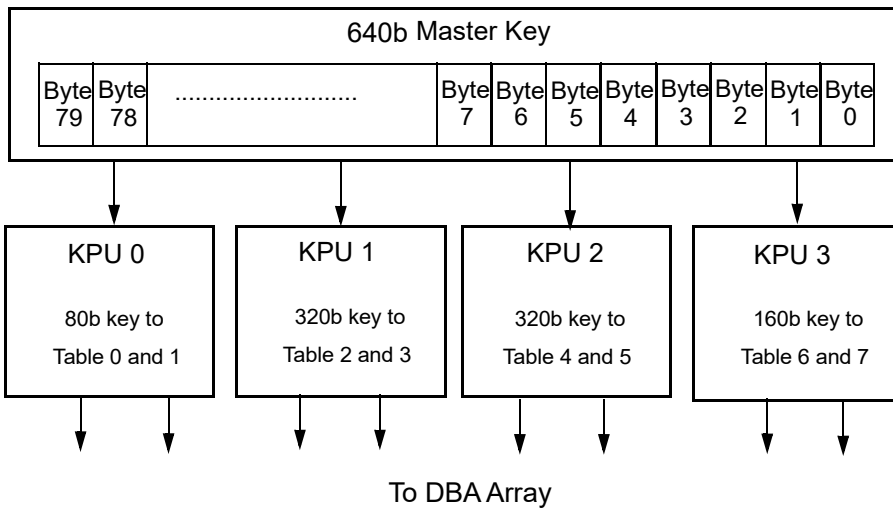 640b Master Key
Byte 79
Byte 78
............................
Byte 7
Byte 6
Byte 5
Byte 4
Byte 3
Byte 2
Byte 1
Byte 0
KPU 0
80b key to
Table 0 and 1
KPU 1
320b key to
Table 2 and 3
KPU 2
320b key to
Table 4 and 5
KPU 3
160b key to
Table 6 and 7
To DBA Array